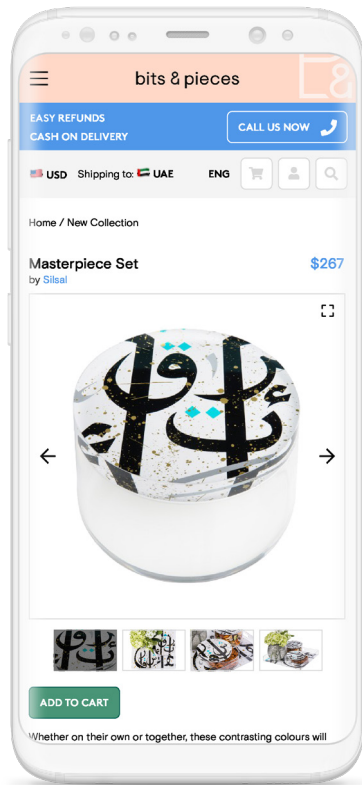 bits & pieces
EASY REFUNDS
CASH ON DELIVERY
CALL US NOW
USD Shipping to: UAE ENG
Home / New Collection
Masterpiece Set $267
by Silsal
ADD TO CART
Whether on their own or together, these contrasting colours will